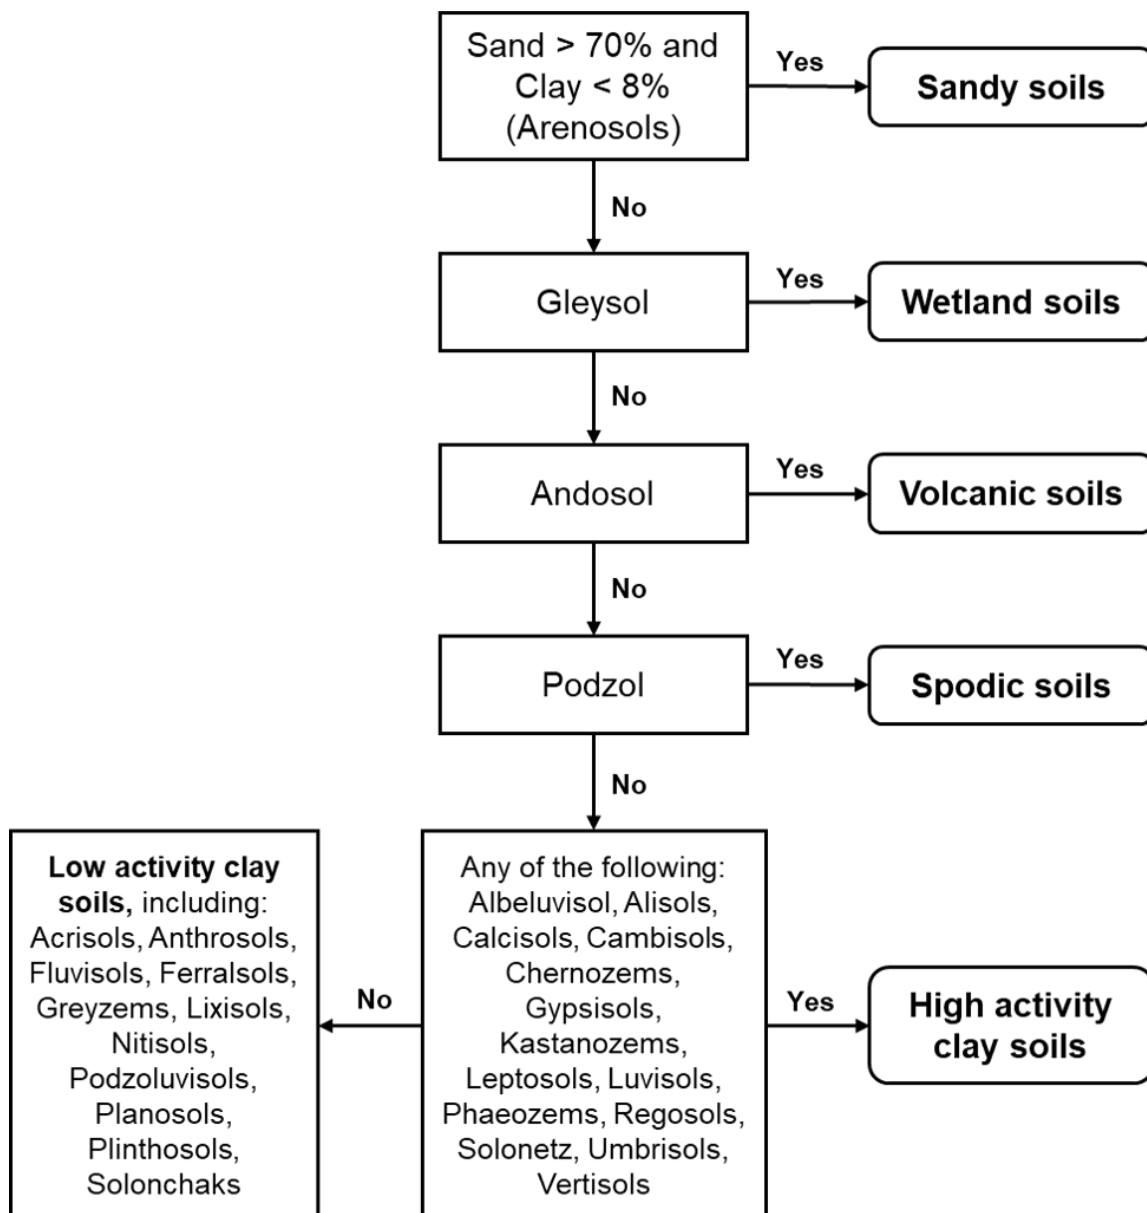 Sand > 70% and
Clay < 8%
(Arenosols)
Yes
Sandy soils
No
Gleysol
Yes
Wetland soils
No
Andosol
Yes
Volcanic soils
No
Podzol
Yes
Spodic soils
No
Low activity clay
soils, including:
Acrisols, Anthrosols,
Fluvisols, Ferralsols,
Greyzems, Lixisols,
Nitisols,
Podzoluvisols,
Planosols,
Plinthosols,
Solonchaks
No
Any of the following:
Albeluvisol, Alisols,
Calcisols, Cambisols,
Chernozems,
Gypsisols,
Kastanozems,
Leptosols, Luvisols,
Phaeozems, Regosols,
Solonetz, Umbrisols,
Vertisols
Yes
High activity
clay soils